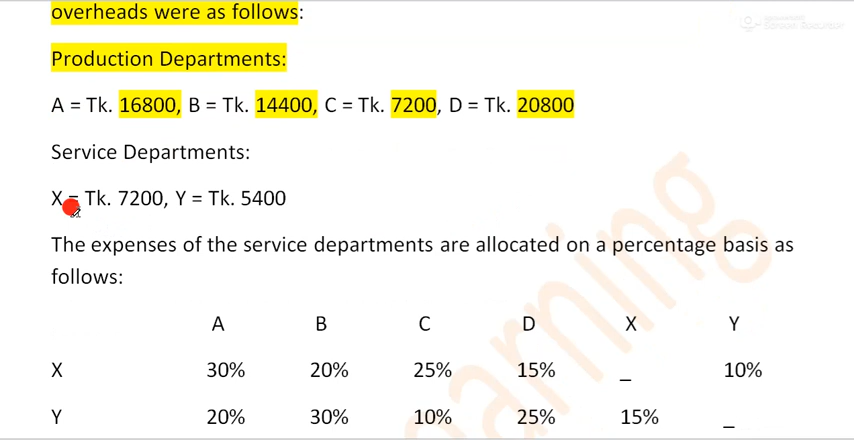 overheads were as follows:
Production Departments:
A = Tk. 16800, B = Tk. 14400, C = Tk. 7200, D = Tk. 20800
Service Departments:
X = Tk. 7200, Y = Tk. 5400
The expenses of the service departments are allocated on a percentage basis as
follows:
A B C D X Y
X 30% 20% 25% 15% _ 10%
Y 20% 30% 10% 25% 15% _
arning